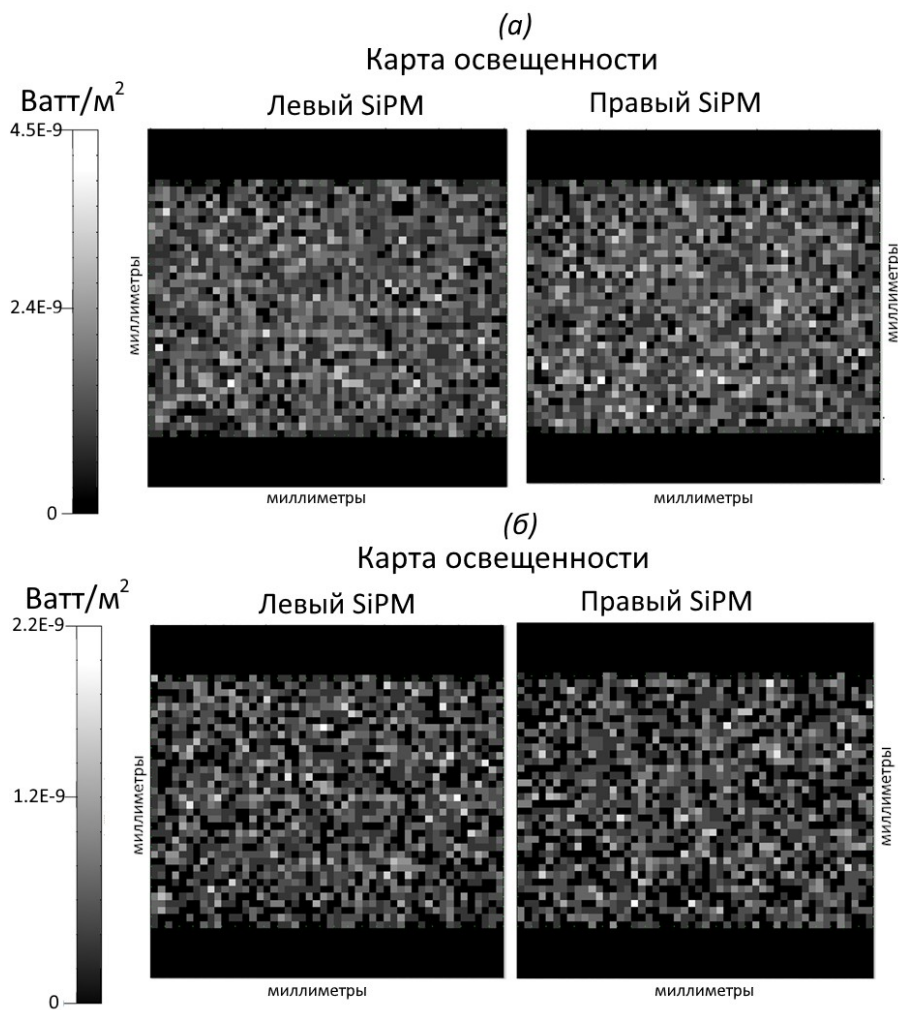 (а)
Карта освещенности
Ватт/м²
Левый SiPM
Правый SiPM
4.5E-9
2.4E-9
0
миллиметры
миллиметры
миллиметры
миллиметры
(б)
Карта освещенности
Ватт/м²
Левый SiPM
Правый SiPM
2.2E-9
1.2E-9
0
миллиметры
миллиметры
миллиметры
миллиметры